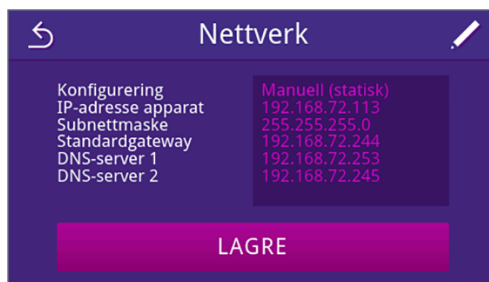 Nettverk
Konfigurering Manuell (statisk)
IP-adresse apparat 192.168.72.113
Subnettmaske 255.255.255.0
Standardgateway 192.168.72.244
DNS-server 1 192.168.72.253
DNS-server 2 192.168.72.245
LAGRE